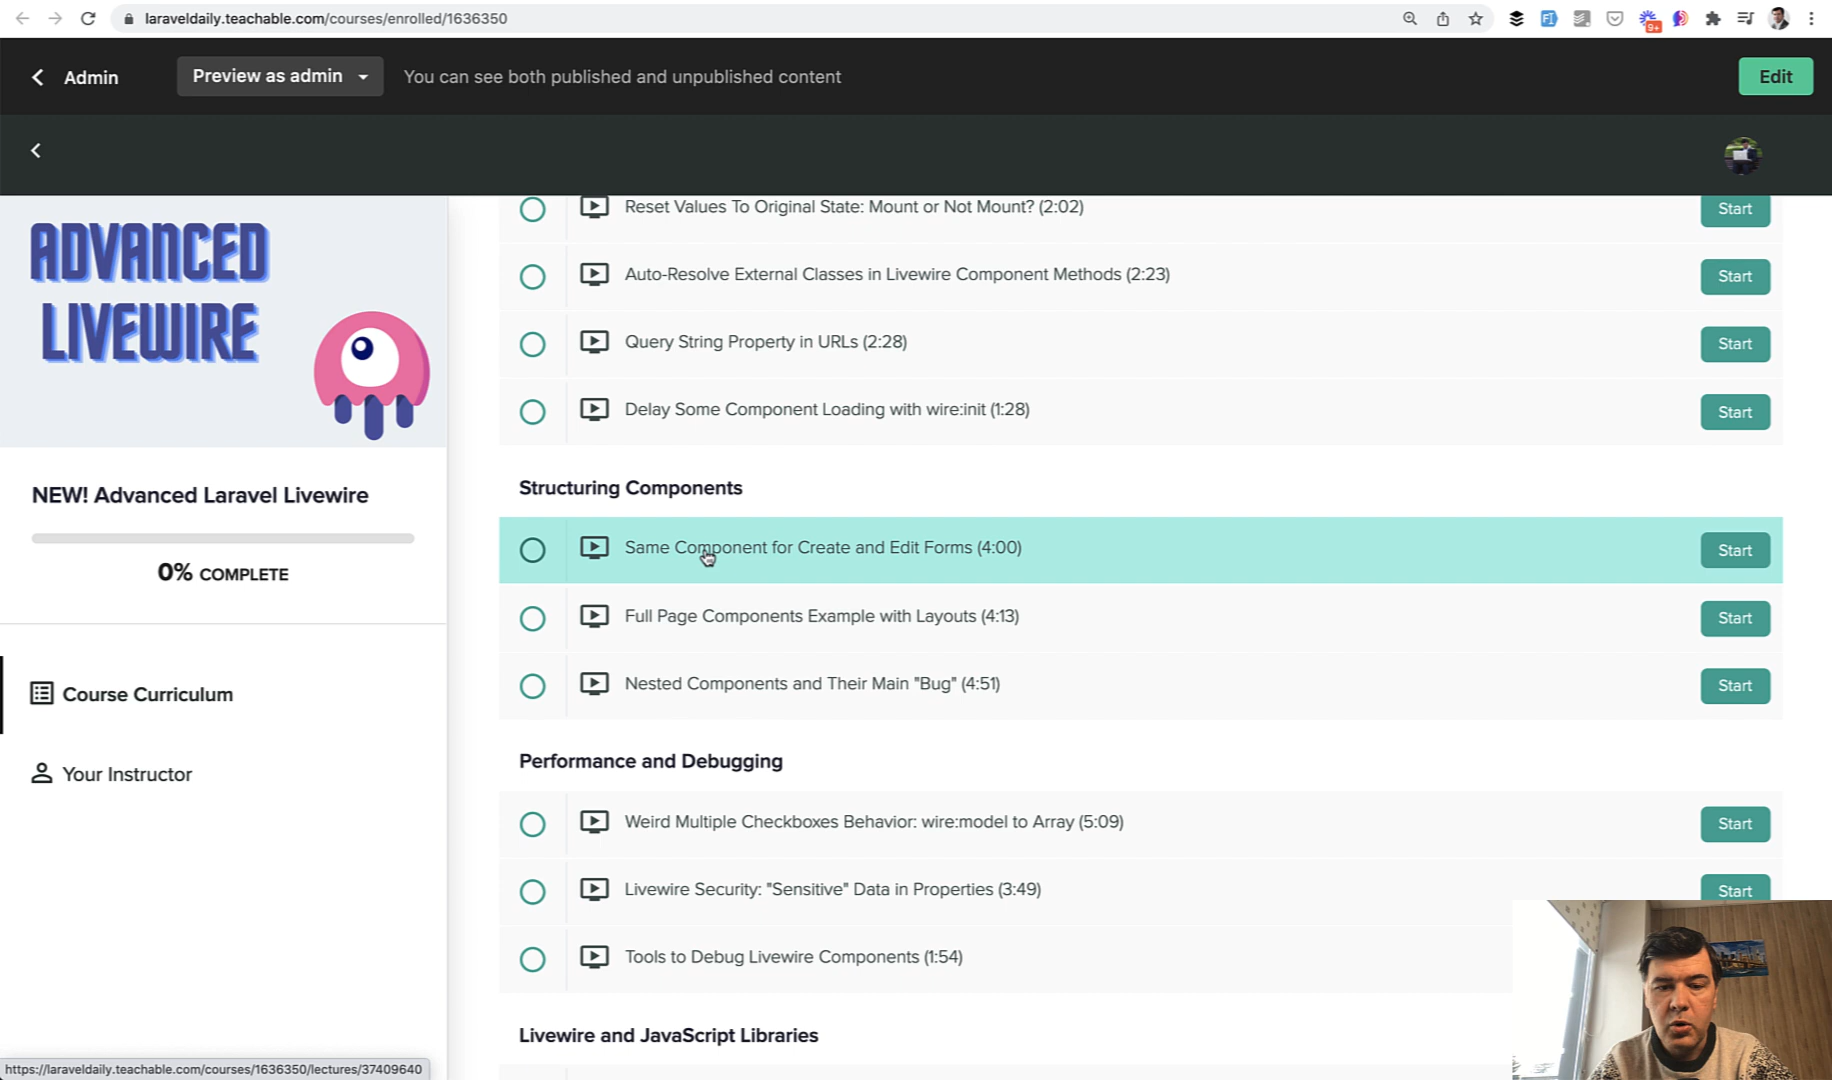 laraveldaily.teachable.com/courses/enrolled/1636350
9+
Admin
Preview as admin
You can see both published and unpublished content
Edit
ADVANCED
LIVEWIRE
NEW! Advanced Laravel Livewire
0% COMPLETE
Course Curriculum
Your Instructor
Reset Values To Original State: Mount or Not Mount? (2:02)
Start
Auto-Resolve External Classes in Livewire Component Methods (2:23)
Start
Query String Property in URLs (2:28)
Start
Delay Some Component Loading with wire:init (1:28)
Start
Structuring Components
Same Component for Create and Edit Forms (4:00)
Start
Full Page Components Example with Layouts (4:13)
Start
Nested Components and Their Main "Bug" (4:51)
Start
Performance and Debugging
Weird Multiple Checkboxes Behavior: wire:model to Array (5:09)
Start
Livewire Security: "Sensitive" Data in Properties (3:49)
Start
Tools to Debug Livewire Components (1:54)
Livewire and JavaScript Libraries
https://laraveldaily.teachable.com/courses/1636350/lectures/37409640